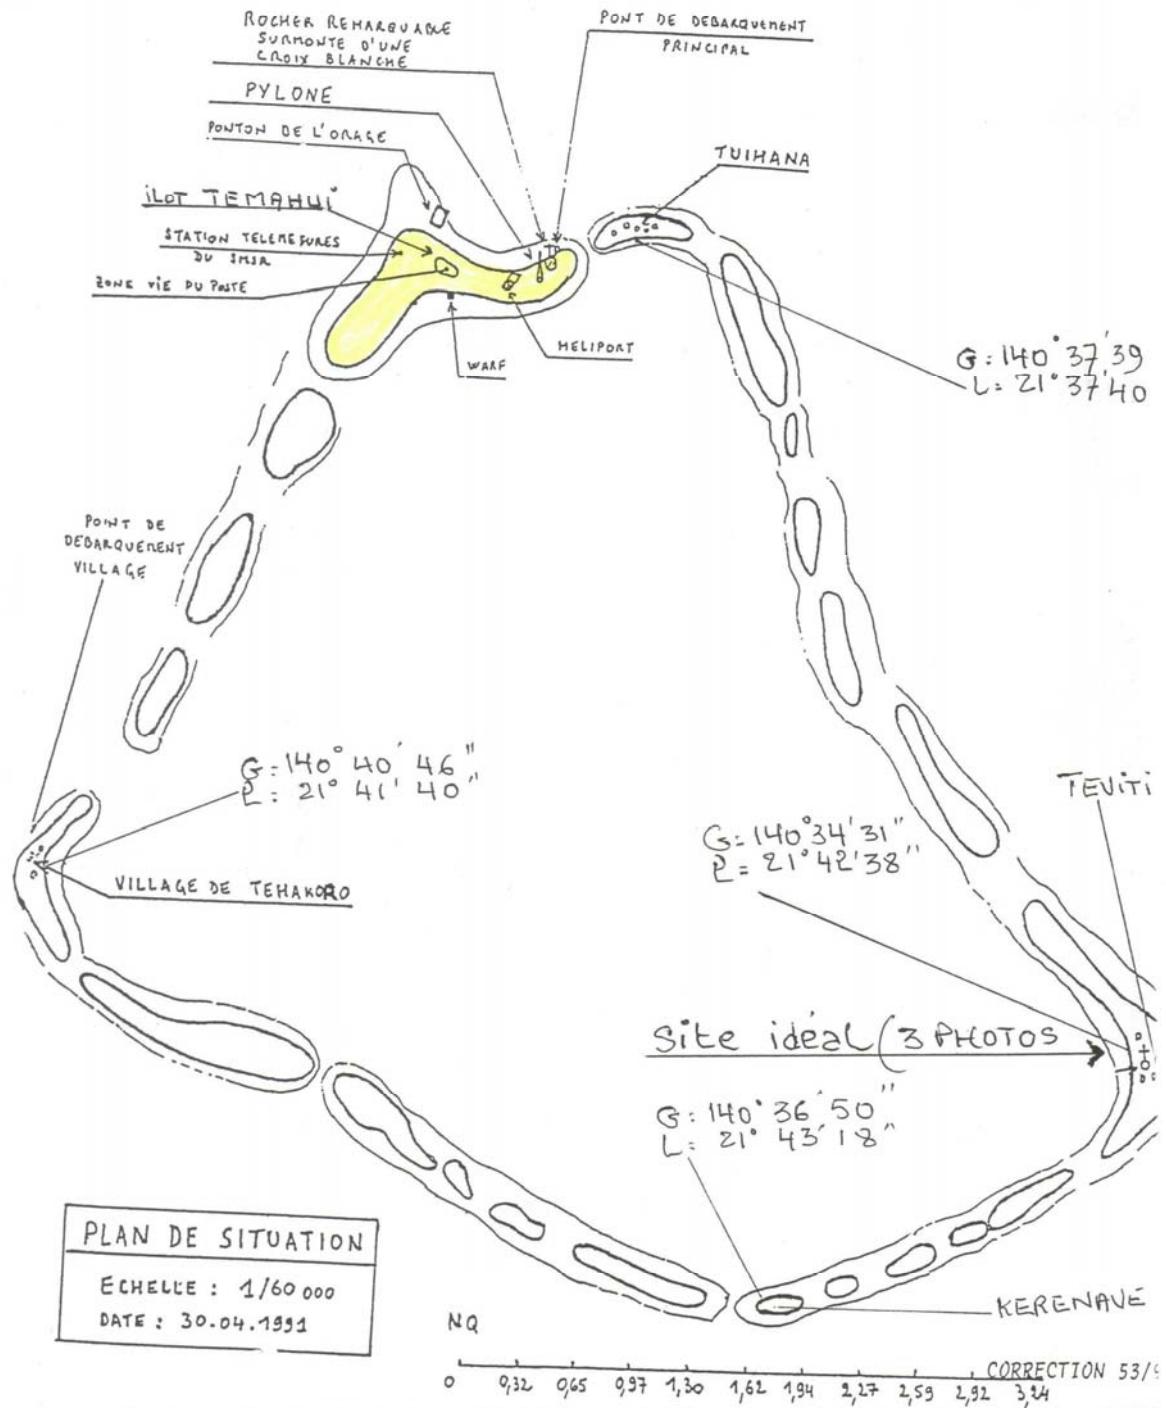 ROCHER REMARQUABLE
SURMONTE D'UNE
CROIX BLANCHE
PONT DE DEBARQUEMENT
PRINCIPAL
PYLONE
PONTON DE L'ORAGE
TUIHANA
iLOT TEMAHUi
STATION TELEMESURES
DU SMSR
ZONE VIE DU POSTE
HELIPORT
WARF
G: 140° 37'39
L: 21° 37'40
POINT DE
DEBARQUEMENT
VILLAGE
G: 140° 40' 46"
L: 21° 41' 40"
TEViTi
G= 140°34'31"
L= 21°42'38"
VILLAGE DE TEHAKORO
Site idéal (3 PHOTOS
G: 140° 36' 50"
L: 21° 43' 18"
PLAN DE SITUATION
ECHELLE : 1/60 000
DATE : 30.04.1991
KERENAVE
NQ
CORRECTION 53/9
0 0,32 0,65 0,97 1,30 1,62 1,94 2,27 2,59 2,92 3,24